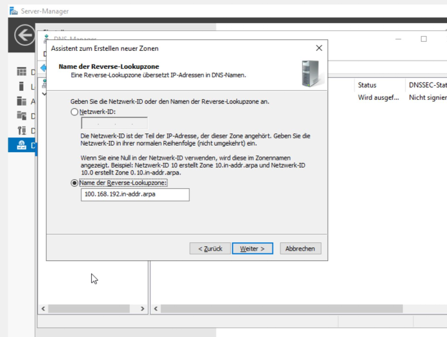 Server-Manager
DNS-Manager
Assistent zum Erstellen neuer Zonen
Name der Reverse-Lookupzone
Eine Reverse-Lookupzone übersetzt IP-Adressen in DNS-Namen.
Status
DNSSEC-Stat
Wird ausgef...
Nicht signier
Geben Sie die Netzwerk-ID oder den Namen der Reverse-Lookupzone an.
Netzwerk-ID:
Die Netzwerk-ID ist der Teil der IP-Adresse, der dieser Zone angehört. Geben Sie die
Netzwerk-ID in ihrer normalen Reihenfolge (nicht umgekehrt) ein.
Wenn Sie eine Null in der Netzwerk-ID verwenden, wird diese im Zonennamen
angezeigt. Beispiel: Netzwerk-ID 10 erstellt Zone 10.in-addr.arpa und Netzwerk-ID
10.0 erstellt Zone 0.10.in-addr.arpa.
Name der Reverse-Lookupzone:
100.168.192.in-addr.arpa
< Zurück
Weiter >
Abbrechen